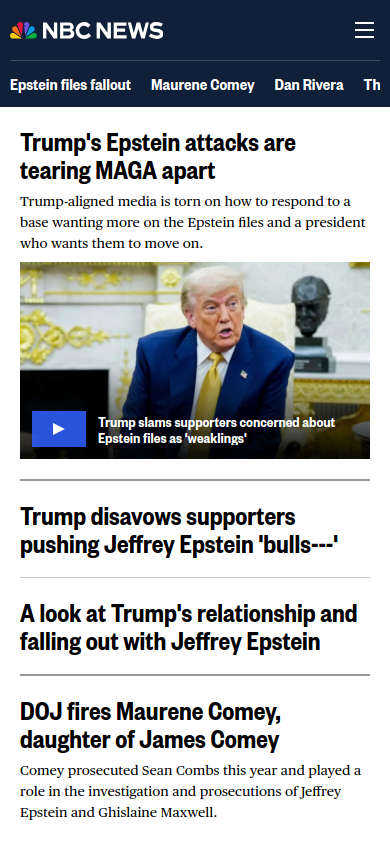 NBC NEWS
Epstein files fallout Maurene Comey Dan Rivera Th
Trump's Epstein attacks are
tearing MAGA apart
Trump-aligned media is torn on how to respond to a
base wanting more on the Epstein files and a president
who wants them to move on.
Trump slams supporters concerned about
Epstein files as 'weaklings'
Trump disavows supporters
pushing Jeffrey Epstein 'bulls---'
A look at Trump's relationship and
falling out with Jeffrey Epstein
DOJ fires Maurene Comey,
daughter of James Comey
Comey prosecuted Sean Combs this year and played a
role in the investigation and prosecutions of Jeffrey
Epstein and Ghislaine Maxwell.